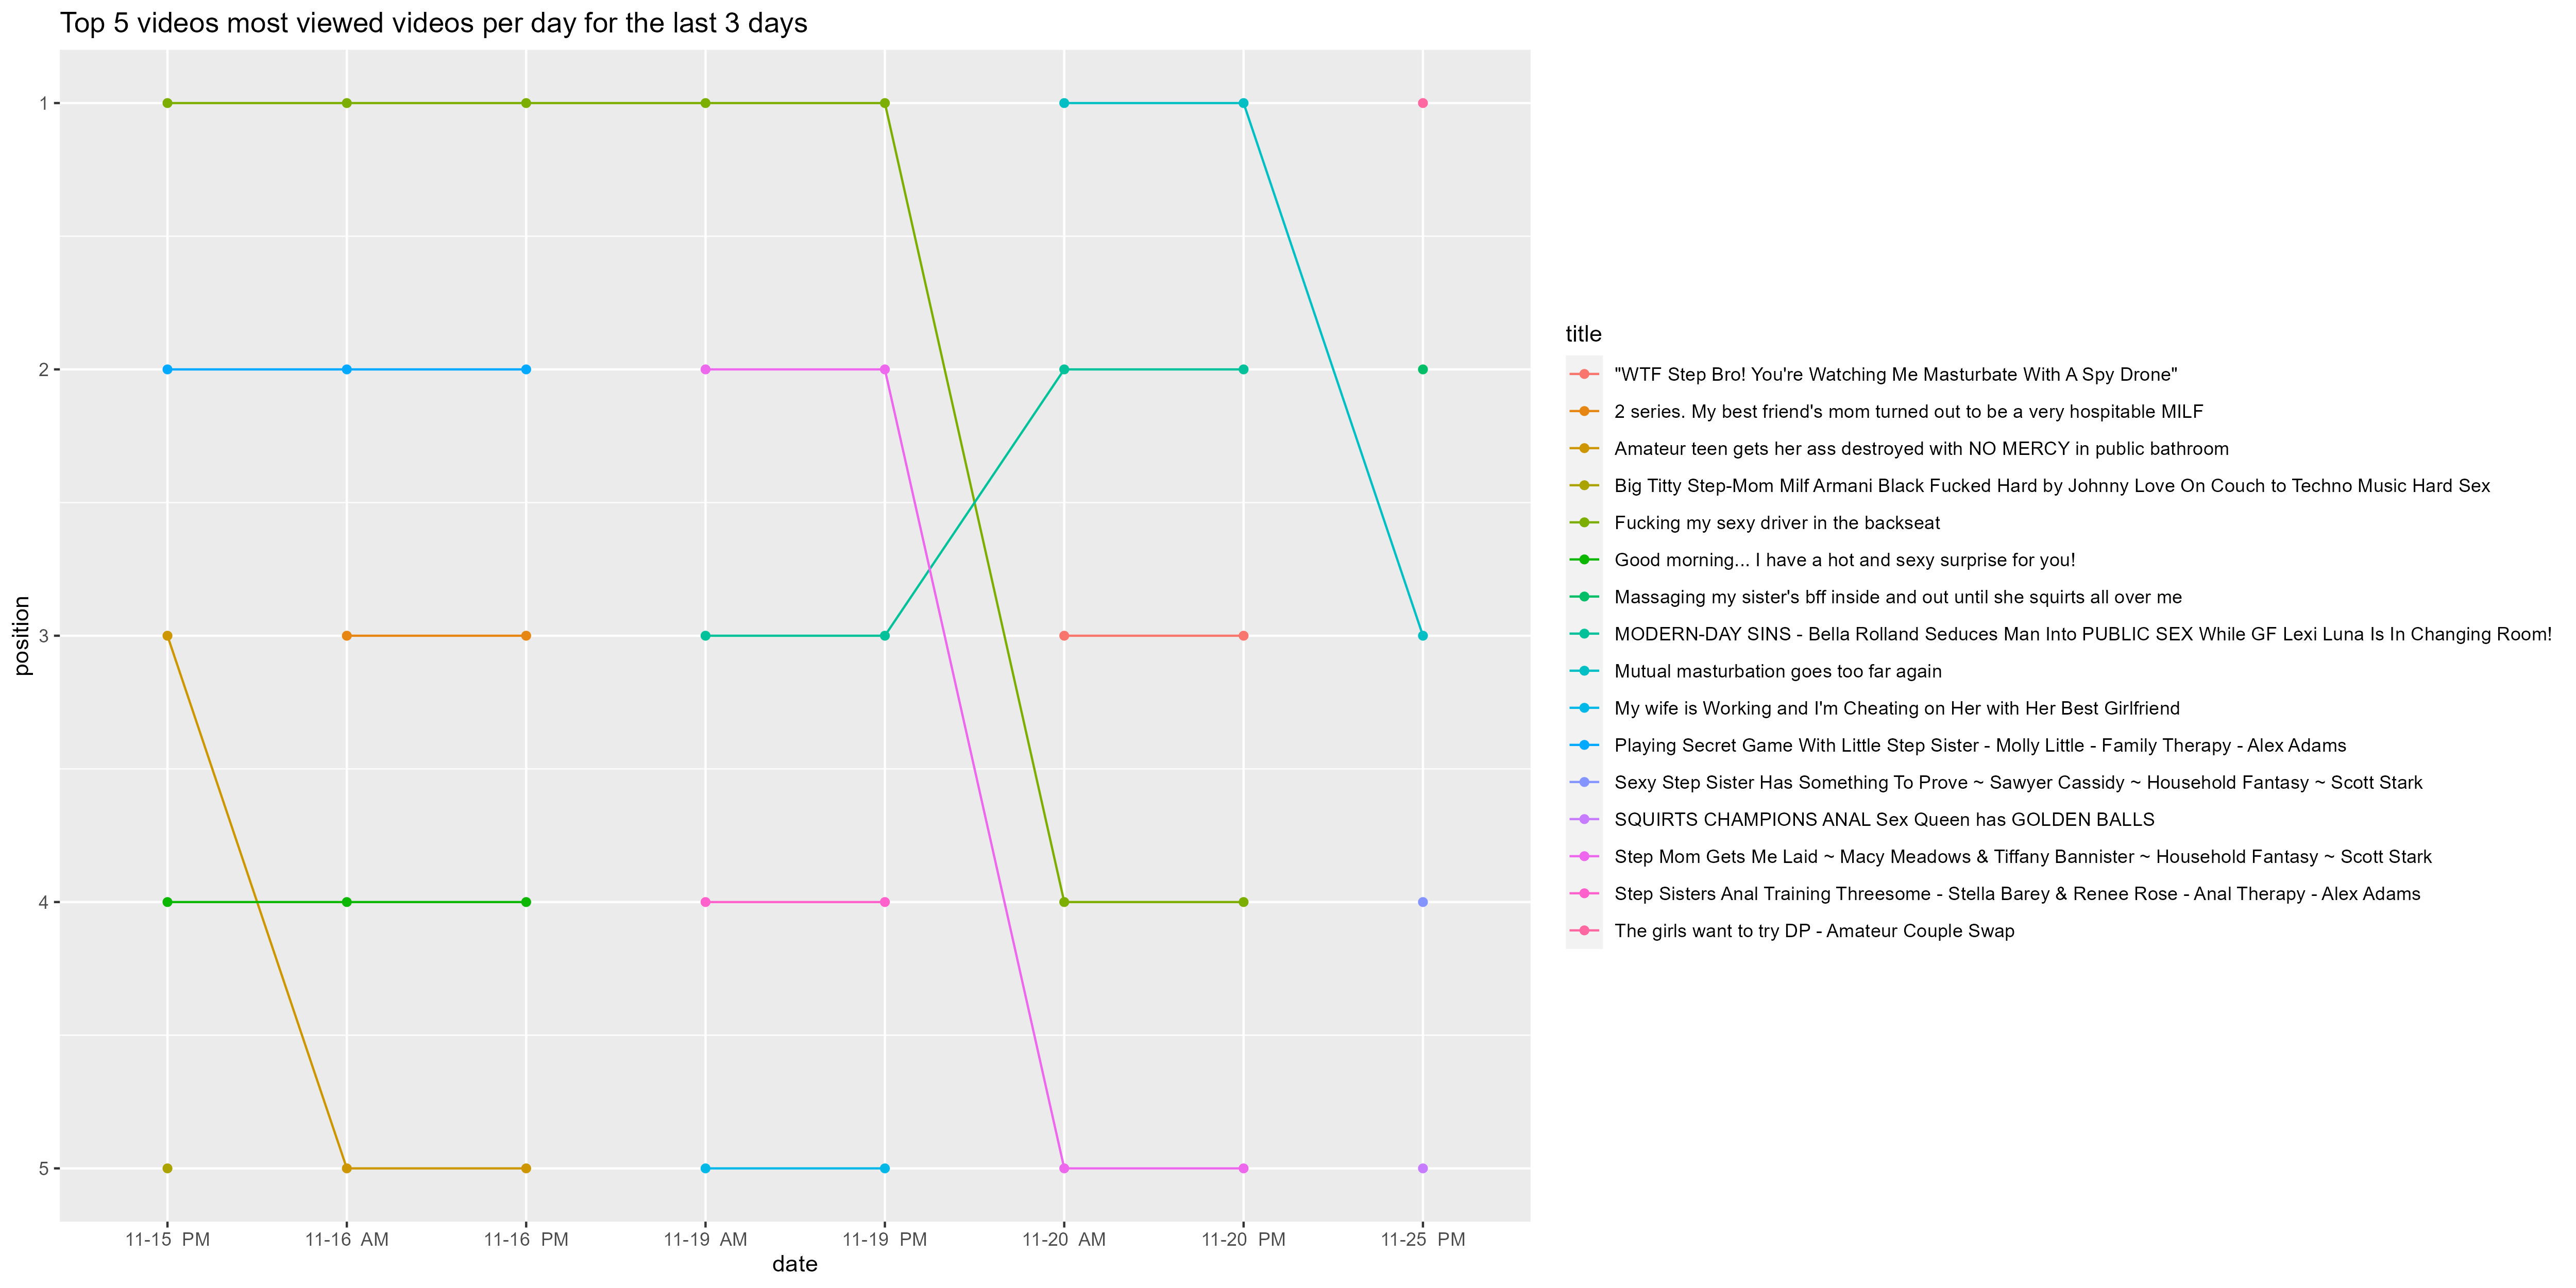 Top 5 videos most viewed videos per day for the last 3 days
position
1
2
3
4
5
11-15 PM
11-16 AM
11-16 PM
11-19 AM
11-19 PM
11-20 AM
11-20 PM
11-25 PM
date
title
"WTF Step Bro! You're Watching Me Masturbate With A Spy Drone"
2 series. My best friend's mom turned out to be a very hospitable MILF
Amateur teen gets her ass destroyed with NO MERCY in public bathroom
Big Titty Step-Mom Milf Armani Black Fucked Hard by Johnny Love On Couch to Techno Music Hard Sex
Fucking my sexy driver in the backseat
Good morning... I have a hot and sexy surprise for you!
Massaging my sister's bff inside and out until she squirts all over me
MODERN-DAY SINS - Bella Rolland Seduces Man Into PUBLIC SEX While GF Lexi Luna Is In Changing Room!
Mutual masturbation goes too far again
My wife is Working and I'm Cheating on Her with Her Best Girlfriend
Playing Secret Game With Little Step Sister - Molly Little - Family Therapy - Alex Adams
Sexy Step Sister Has Something To Prove ~ Sawyer Cassidy ~ Household Fantasy ~ Scott Stark
SQUIRTS CHAMPIONS ANAL Sex Queen has GOLDEN BALLS
Step Mom Gets Me Laid ~ Macy Meadows & Tiffany Bannister ~ Household Fantasy ~ Scott Stark
Step Sisters Anal Training Threesome - Stella Barey & Renee Rose - Anal Therapy - Alex Adams
The girls want to try DP - Amateur Couple Swap